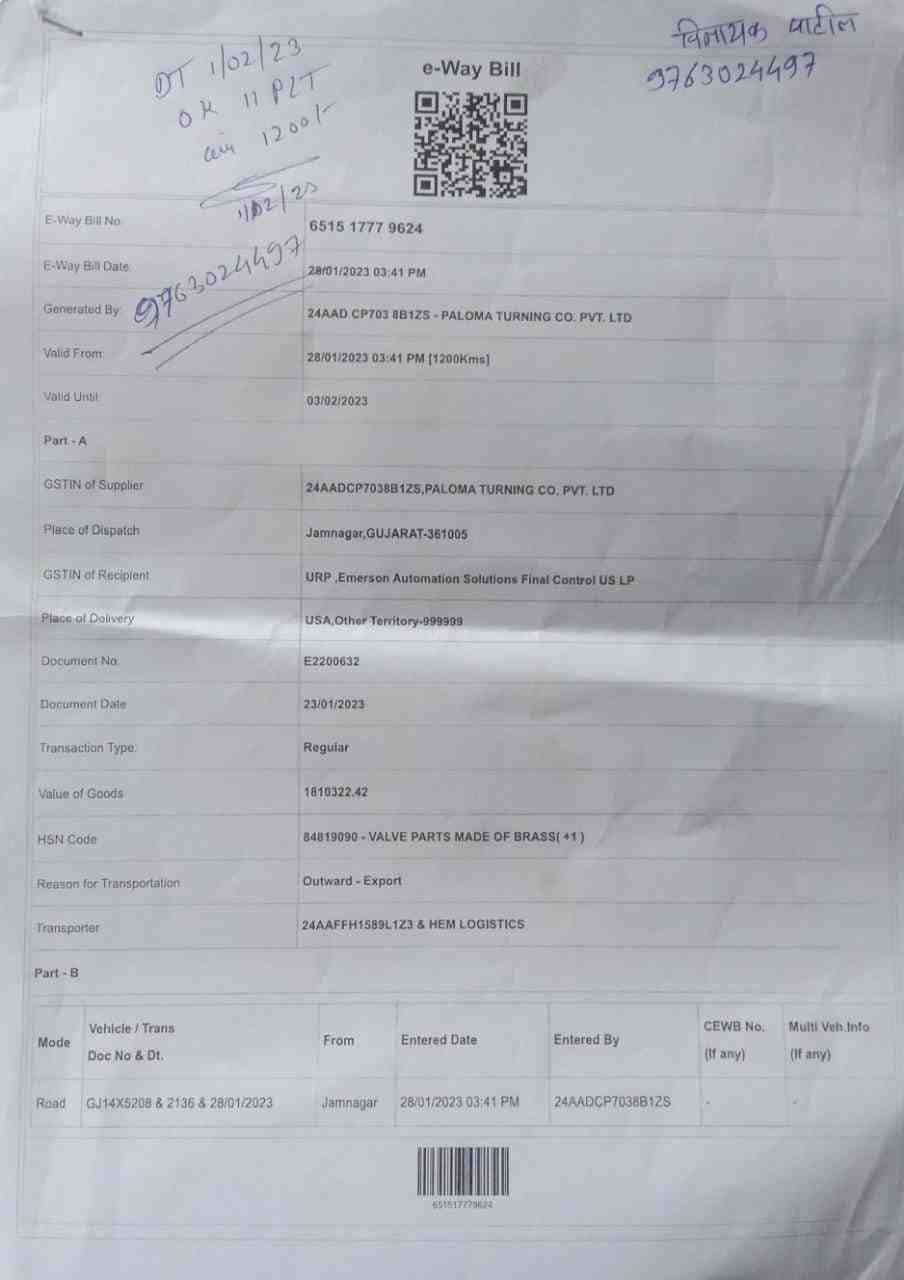 विनायक पाटील
9763024497
DT 1/02/23
OK 11 PLT
1200/-
1/02/23
9763024497
e-Way Bill
E-Way Bill No: 6515 1777 9624
E-Way Bill Date: 28/01/2023 03:41 PM
Generated By: 24AAD CP703 8B1ZS - PALOMA TURNING CO. PVT. LTD
Valid From: 28/01/2023 03:41 PM [1200Kms]
Valid Until: 03/02/2023
Part - A
GSTIN of Supplier 24AADCP7038B1ZS,PALOMA TURNING CO. PVT. LTD
Place of Dispatch Jamnagar,GUJARAT-361005
GSTIN of Recipient URP ,Emerson Automation Solutions Final Control US LP
Place of Delivery USA,Other Territory-999999
Document No. E2200632
Document Date 23/01/2023
Transaction Type: Regular
Value of Goods 1810322.42
HSN Code 84819090 - VALVE PARTS MADE OF BRASS( +1 )
Reason for Transportation Outward - Export
Transporter 24AAFFH1589L1Z3 & HEM LOGISTICS
Part - B
Mode Vehicle / Trans Doc No & Dt. From Entered Date Entered By CEWB No. (If any) Multi Veh.Info (If any)
Road GJ14X5208 & 2136 & 28/01/2023 Jamnagar 28/01/2023 03:41 PM 24AADCP7038B1ZS - -
651517779624